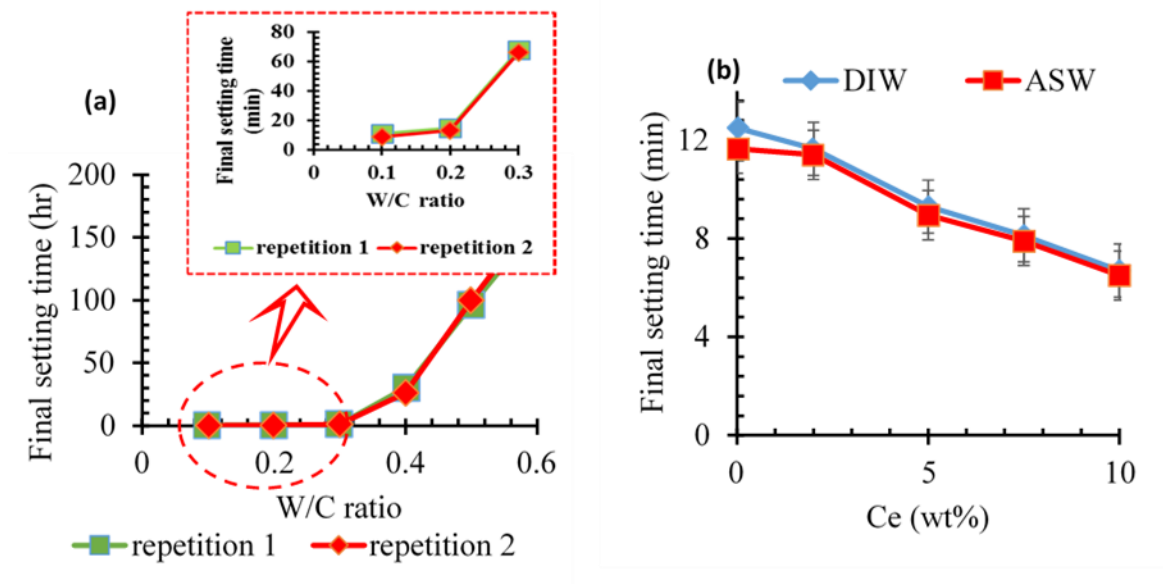 (a)
Final setting time (hr)
200
150
100
50
0
0 0.2 0.4 0.6
W/C ratio
repetition 1 repetition 2
Final setting time
(min)
80
60
40
20
0
0 0.1 0.2 0.3
W/C ratio
repetition 1 repetition 2
(b)
DIW ASW
Final setting time (min)
12
8
4
0
0 5 10
Ce (wt%)